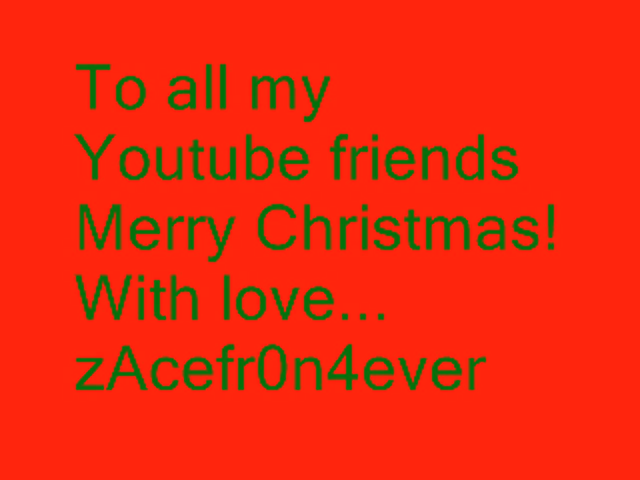 To all my
Youtube friends
Merry Christmas!
With love...
zAcefr0n4ever